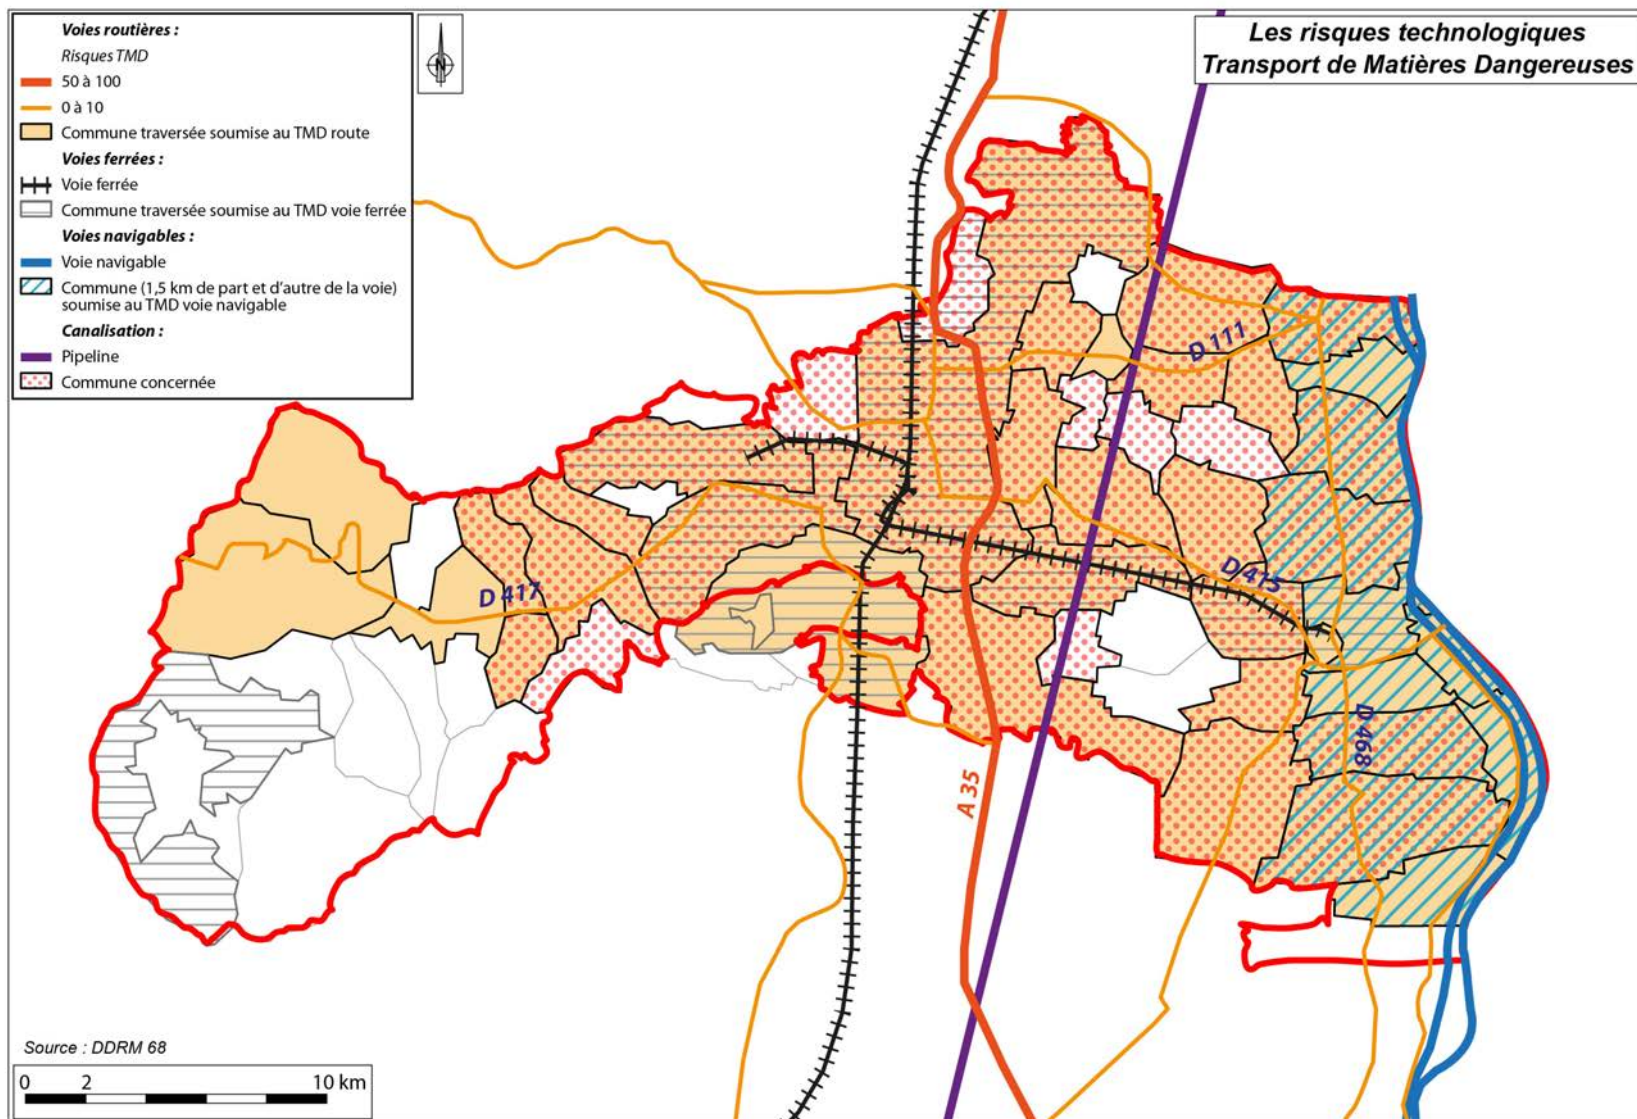 Voies routières :
Risques TMD
50 à 100
0 à 10
Commune traversée soumise au TMD route
Voies ferrées :
Voie ferrée
Commune traversée soumise au TMD voie ferrée
Voies navigables :
Voie navigable
Commune (1,5 km de part et d'autre de la voie)
soumise au TMD voie navigable
Canalisation :
Pipeline
Commune concernée
N
Les risques technologiques
Transport de Matières Dangereuses
D 111
D 417
D 415
D 468
A 35
Source : DDRM 68
0 2 10 km